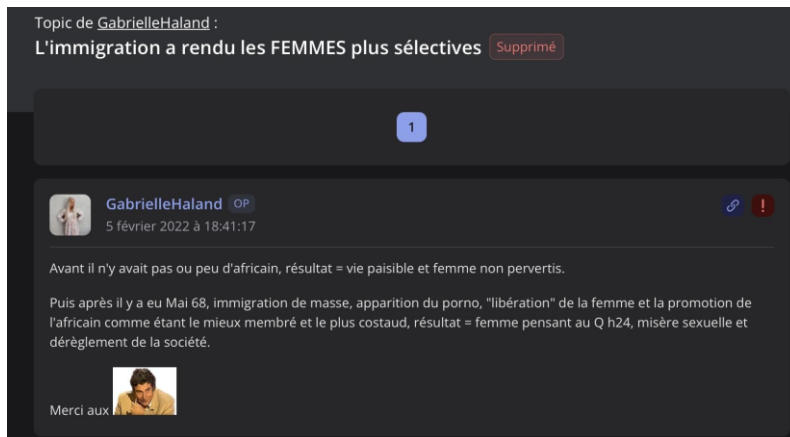 Topic de GabrielleHaland :
L'immigration a rendu les FEMMES plus sélectives Supprimé
1
GabrielleHaland OP
5 février 2022 à 18:41:17
!
Avant il n'y avait pas ou peu d'africain, résultat = vie paisible et femme non pervertis.
Puis après il y a eu Mai 68, immigration de masse, apparition du porno, "libération" de la femme et la promotion de
l'africain comme étant le mieux membré et le plus costaud, résultat = femme pensant au Q h24, misère sexuelle et
dérèglement de la société.
Merci aux